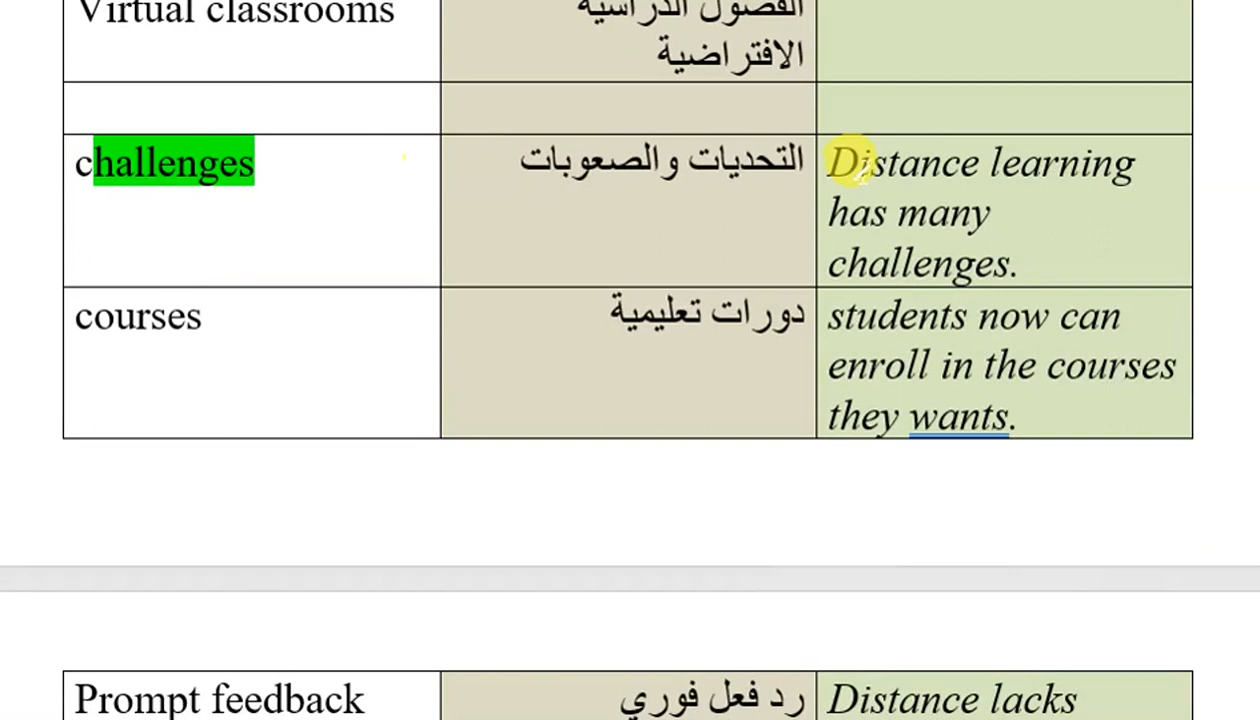 Virtual classrooms
الفصول الدراسية
الافتراضية
challenges
التحديات والصعوبات
Distance learning
has many
challenges.
courses
دورات تعليمية
students now can
enroll in the courses
they wants.
Prompt feedback
رد فعل فوري
Distance lacks